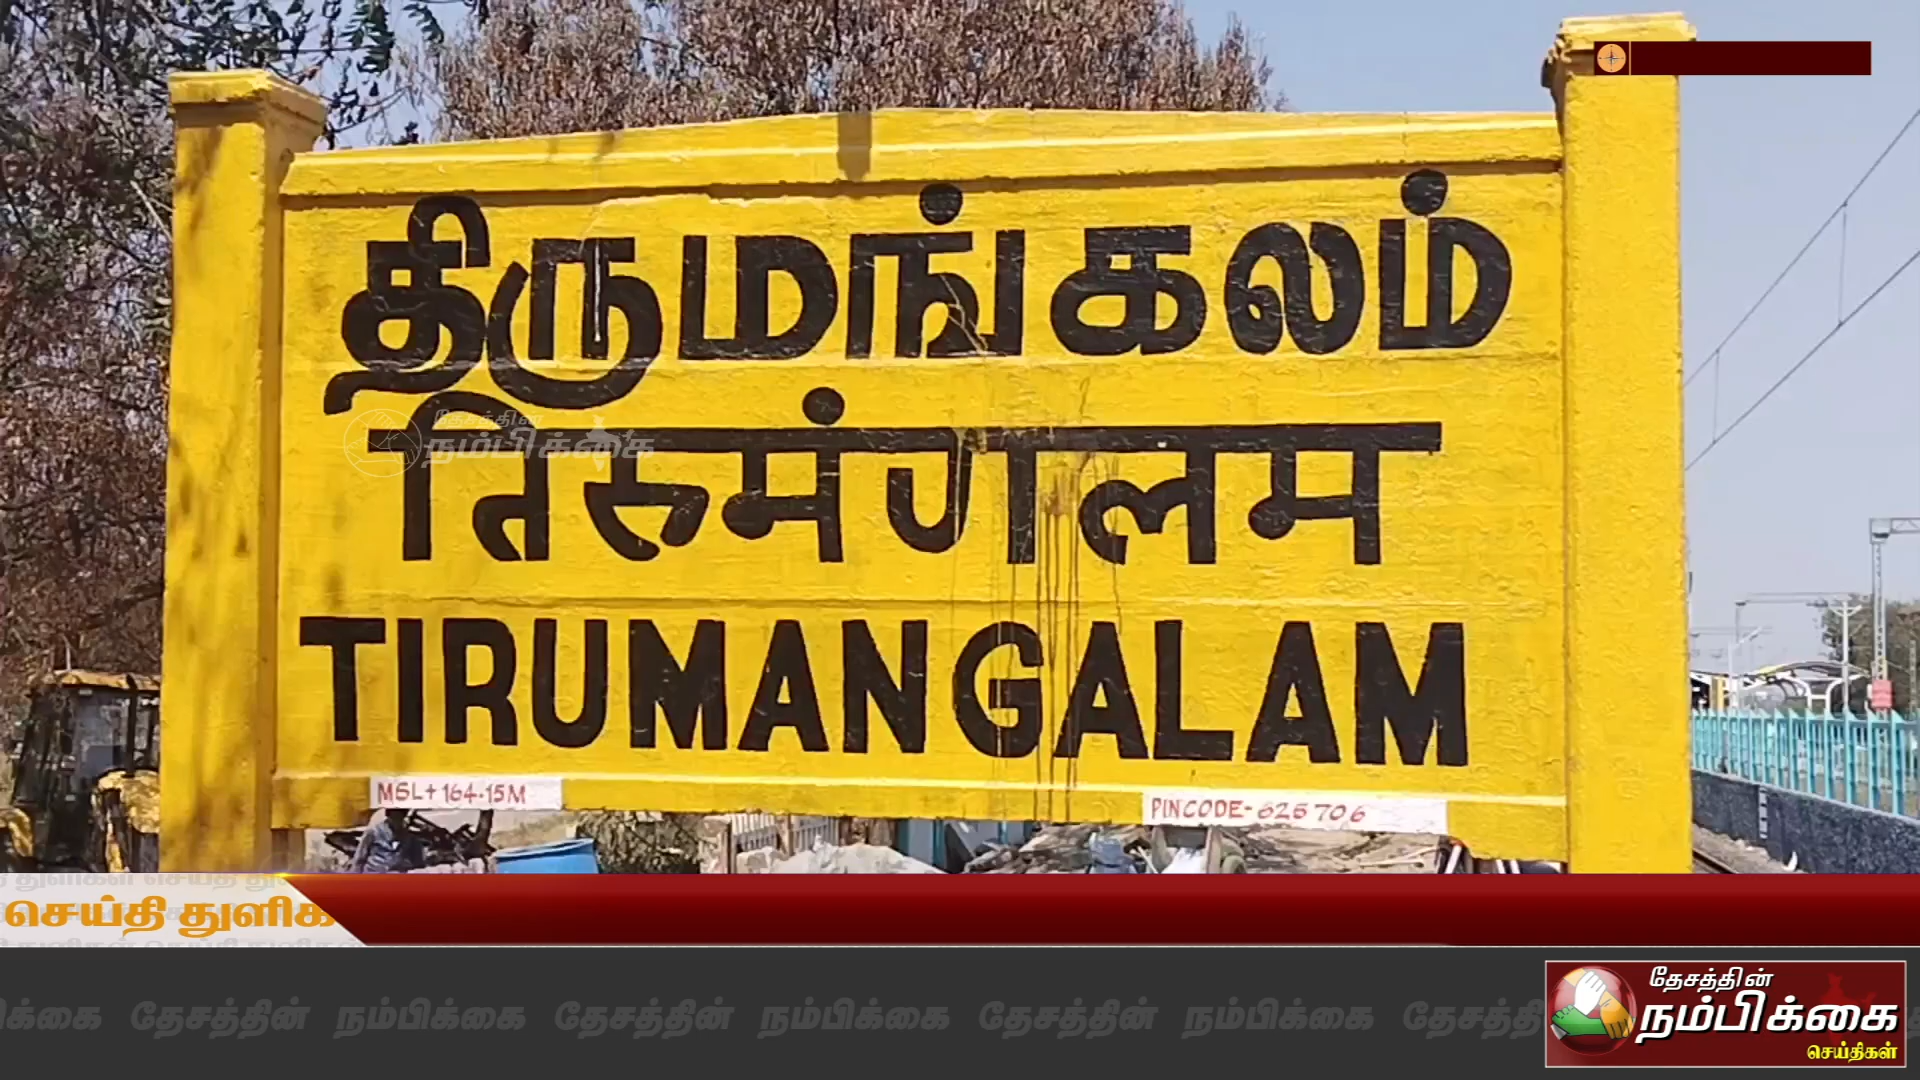 திருமங்கலம்
तिरुमंगलम
TIRUMANGALAM
MSL+164.15M
PINCODE-625706
தேசத்தின்
நம்பிக்கை
செய்தி துளிக
தேசத்தின் நம்பிக்கை தேசத்தின் நம்பிக்கை தேசத்தின் நம்பிக்கை
தேசத்தின்
நம்பிக்கை
செய்திகள்